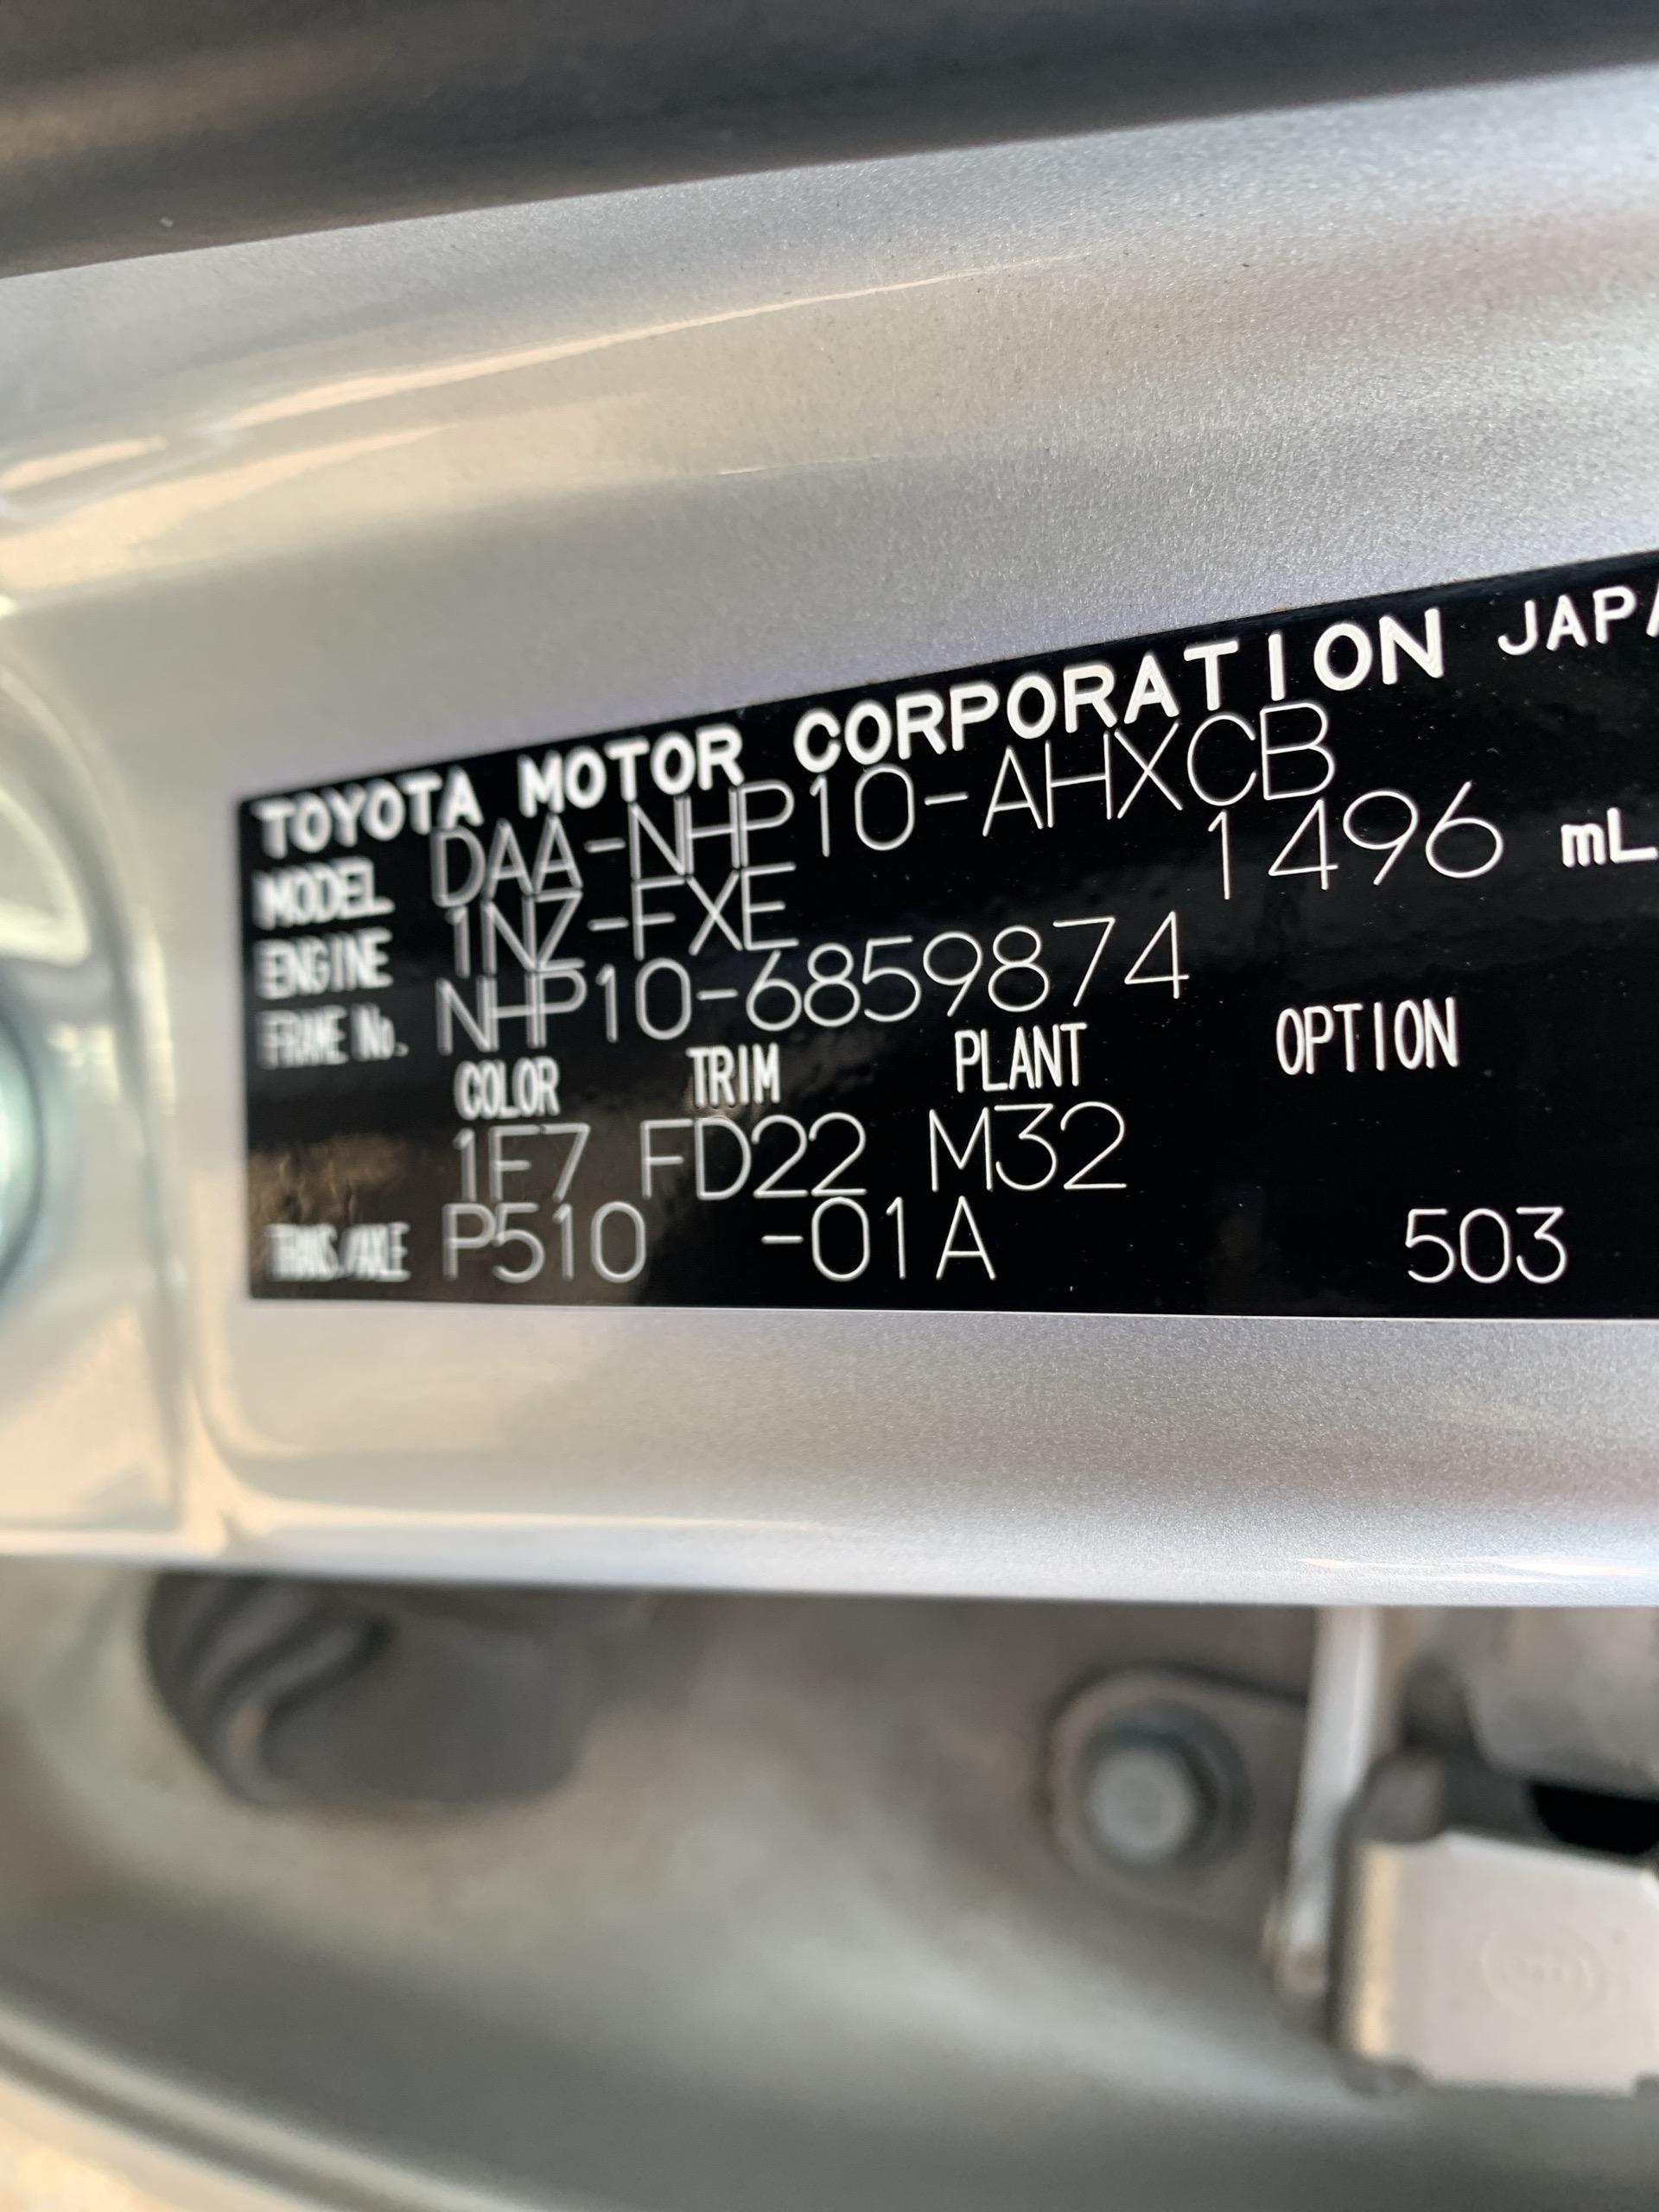 TOYOTA MOTOR CORPORATION JAPA
MODEL DAA-NHP10-AHXCB
ENGINE 1NZ-FXE 1496 mL
FRAME No. NHP10-6859874
COLOR TRIM PLANT OPTION
1F7 FD22 M32
TRANS./AXLE P510 -01A 503